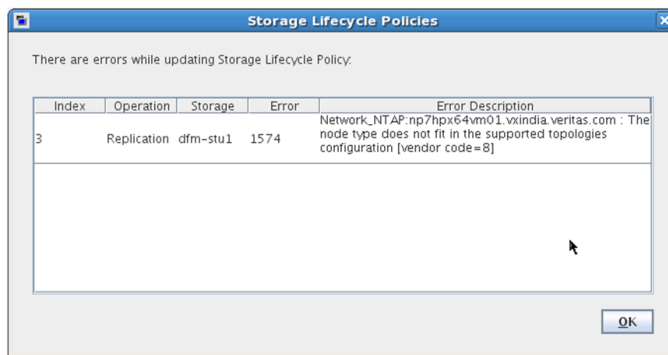 Storage Lifecycle Policies
There are errors while updating Storage Lifecycle Policy:
Index Operation Storage Error Error Description
3 Replication dfm-stu1 1574 Network_NTAP:np7hpx64vm01.vxindia.veritas.com : The
node type does not fit in the supported topologies
configuration [vendor code=8]
OK